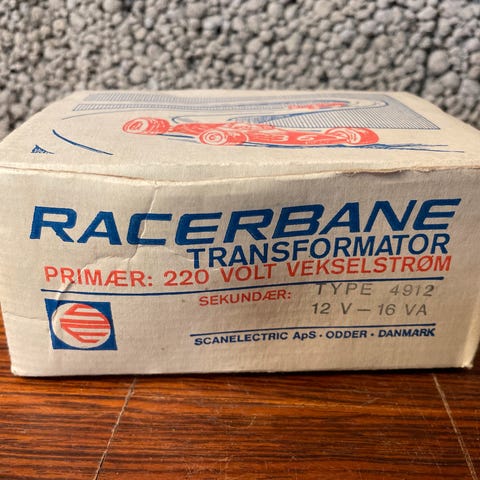 RACERBANE
TRANSFORMATOR
PRIMÆR: 220 VOLT VEKSELSTRØM
SEKUNDÆR: TYPE 4912
12 V – 16 VA
SCANELECTRIC ApS · ODDER · DANMARK